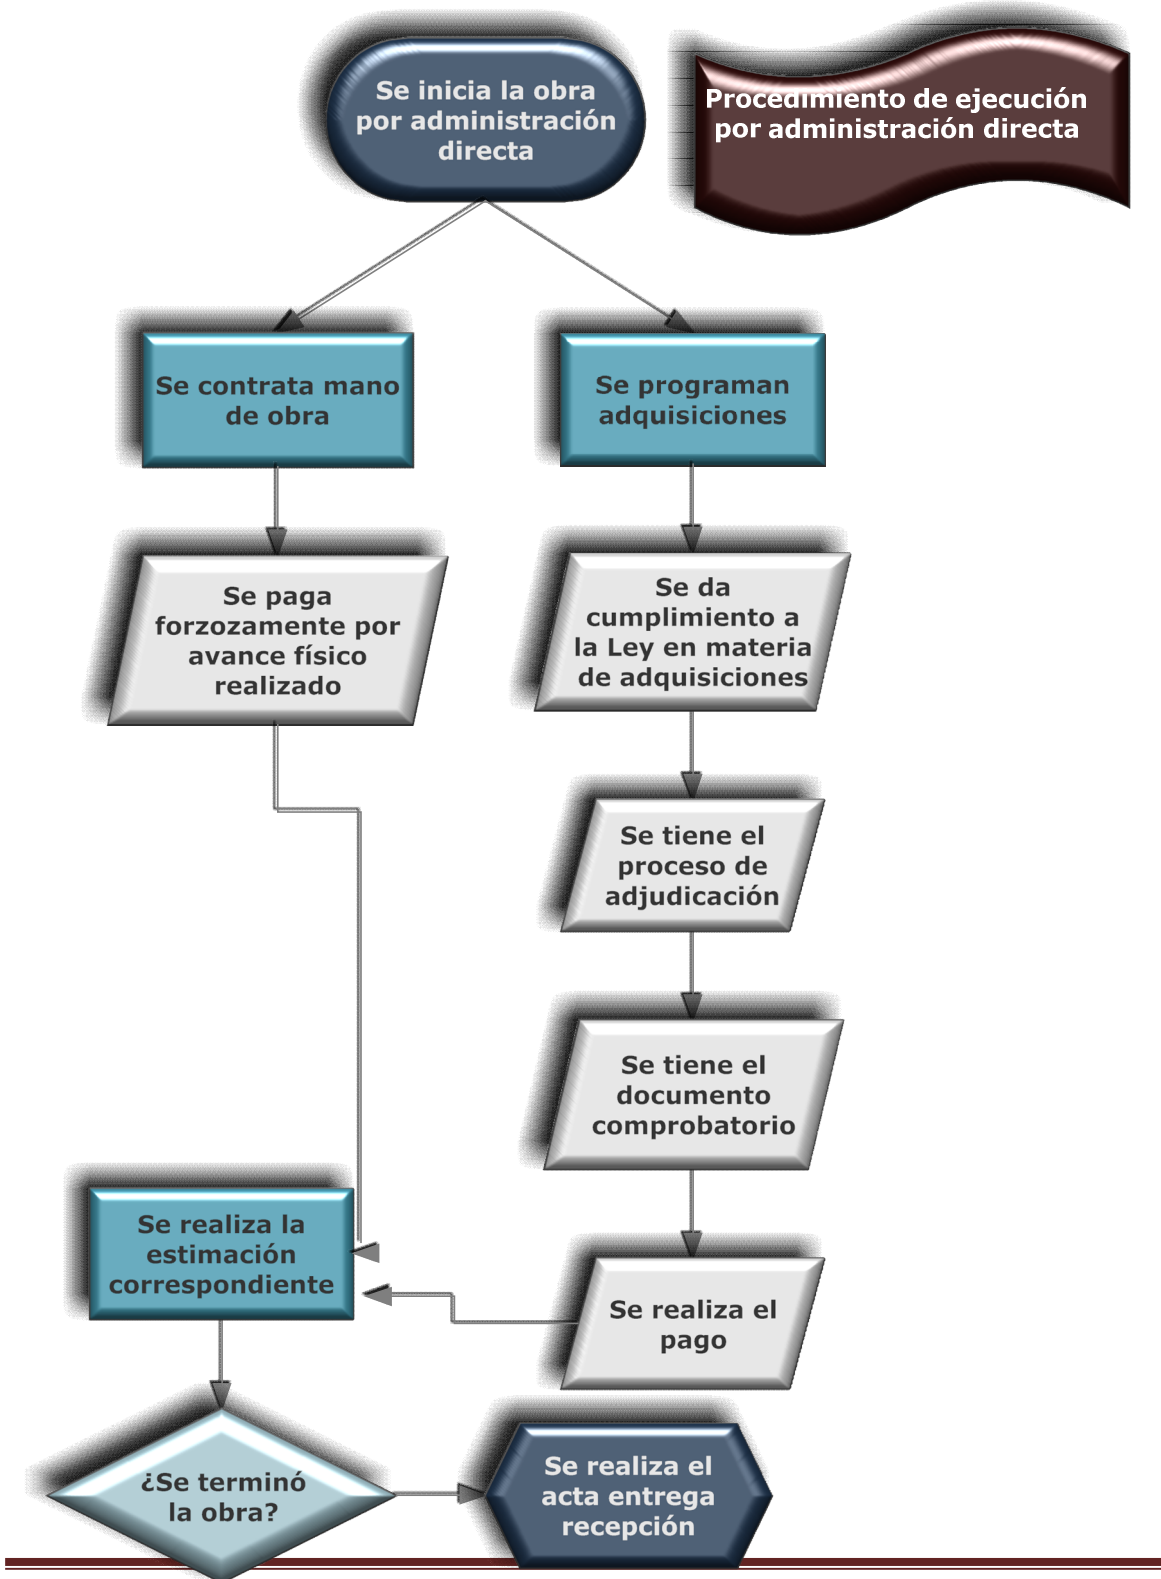 Se inicia la obra
por administración
directa
Procedimiento de ejecución
por administración directa
Se contrata mano
de obra
Se programan
adquisiciones
Se paga
forzozamente por
avance físico
realizado
Se da
cumplimiento a
la Ley en materia
de adquisiciones
Se tiene el
proceso de
adjudicación
Se tiene el
documento
comprobatorio
Se realiza la
estimación
correspondiente
Se realiza el
pago
¿Se terminó
la obra?
Se realiza el
acta entrega
recepción